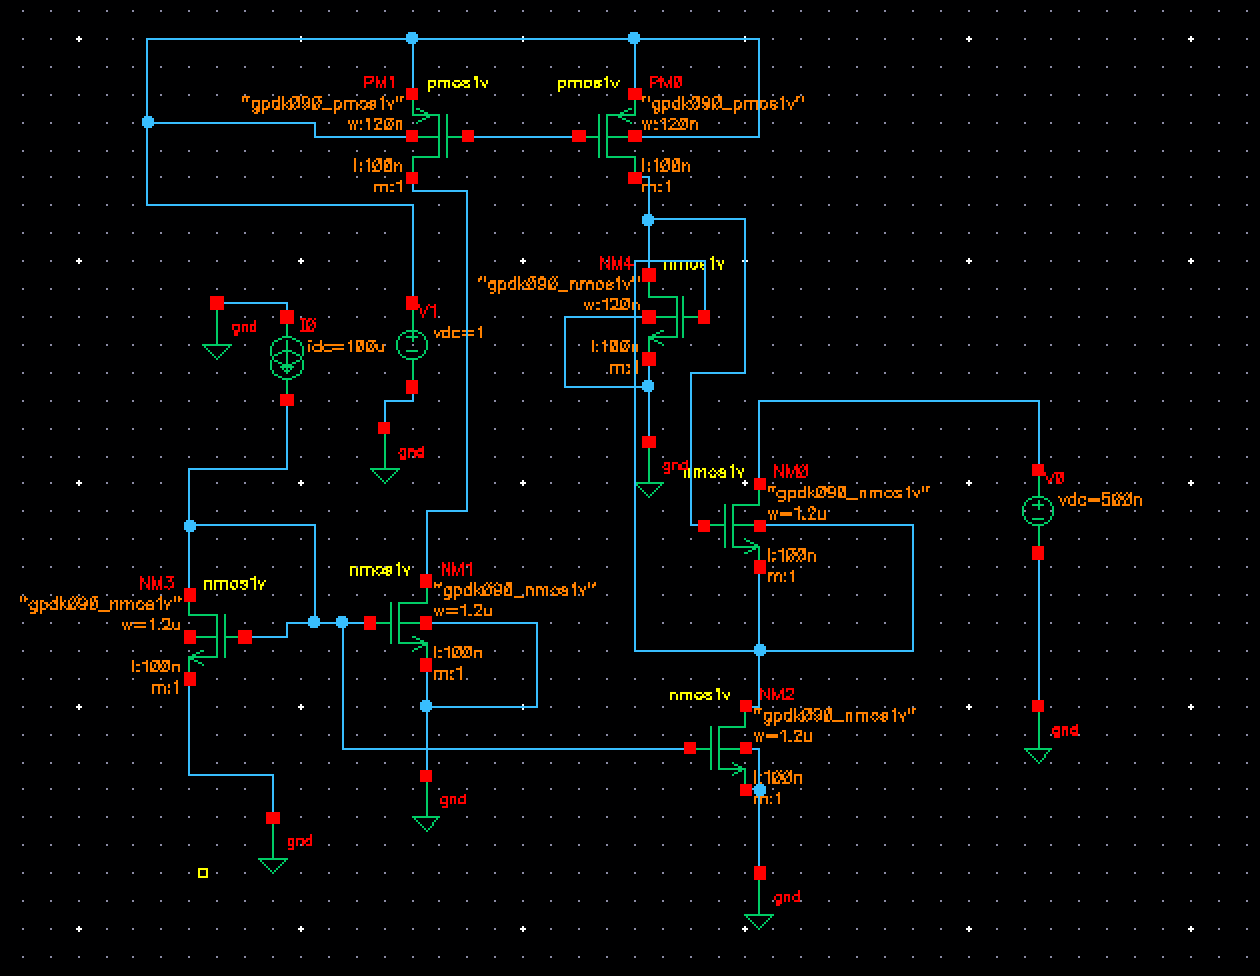 PM1
pmos1v
"gpdk090_pmos1v"
w:120n
l:100n
m:1
pmos1v
PM0
"gpdk090_pmos1v"
w:120n
l:100n
m:1
NM4
nmos1v
"gpdk090_nmos1v"
w:120n
l:100n
m:1
gnd
gnd
I0
idc=100u
V1
vdc=1
gnd
nmos1v
NM0
"gpdk090_nmos1v"
w=1.2u
l:100n
m:1
V0
vdc=500n
gnd
NM3
nmos1v
"gpdk090_nmos1v"
w=1.2u
l:100n
m:1
gnd
nmos1v
NM1
"gpdk090_nmos1v"
w=1.2u
l:100n
m:1
gnd
nmos1v
NM2
"gpdk090_nmos1v"
w=1.2u
l:100n
m:1
gnd